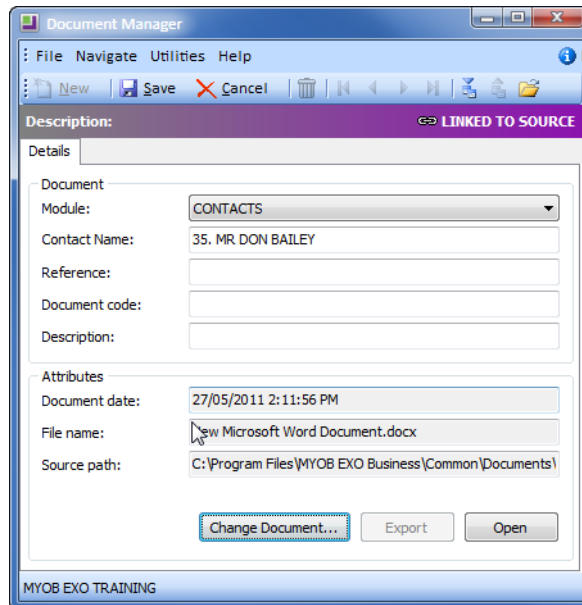 Document Manager
File Navigate Utilities Help
New Save Cancel
Description: LINKED TO SOURCE
Details
Document
Module: CONTACTS
Contact Name: 35. MR DON BAILEY
Reference:
Document code:
Description:
Attributes
Document date: 27/05/2011 2:11:56 PM
File name: Microsoft Word Document.docx
Source path: C:\Program Files\MYOB EXO Business\Common\Documents\
Change Document... Export Open
MYOB EXO TRAINING